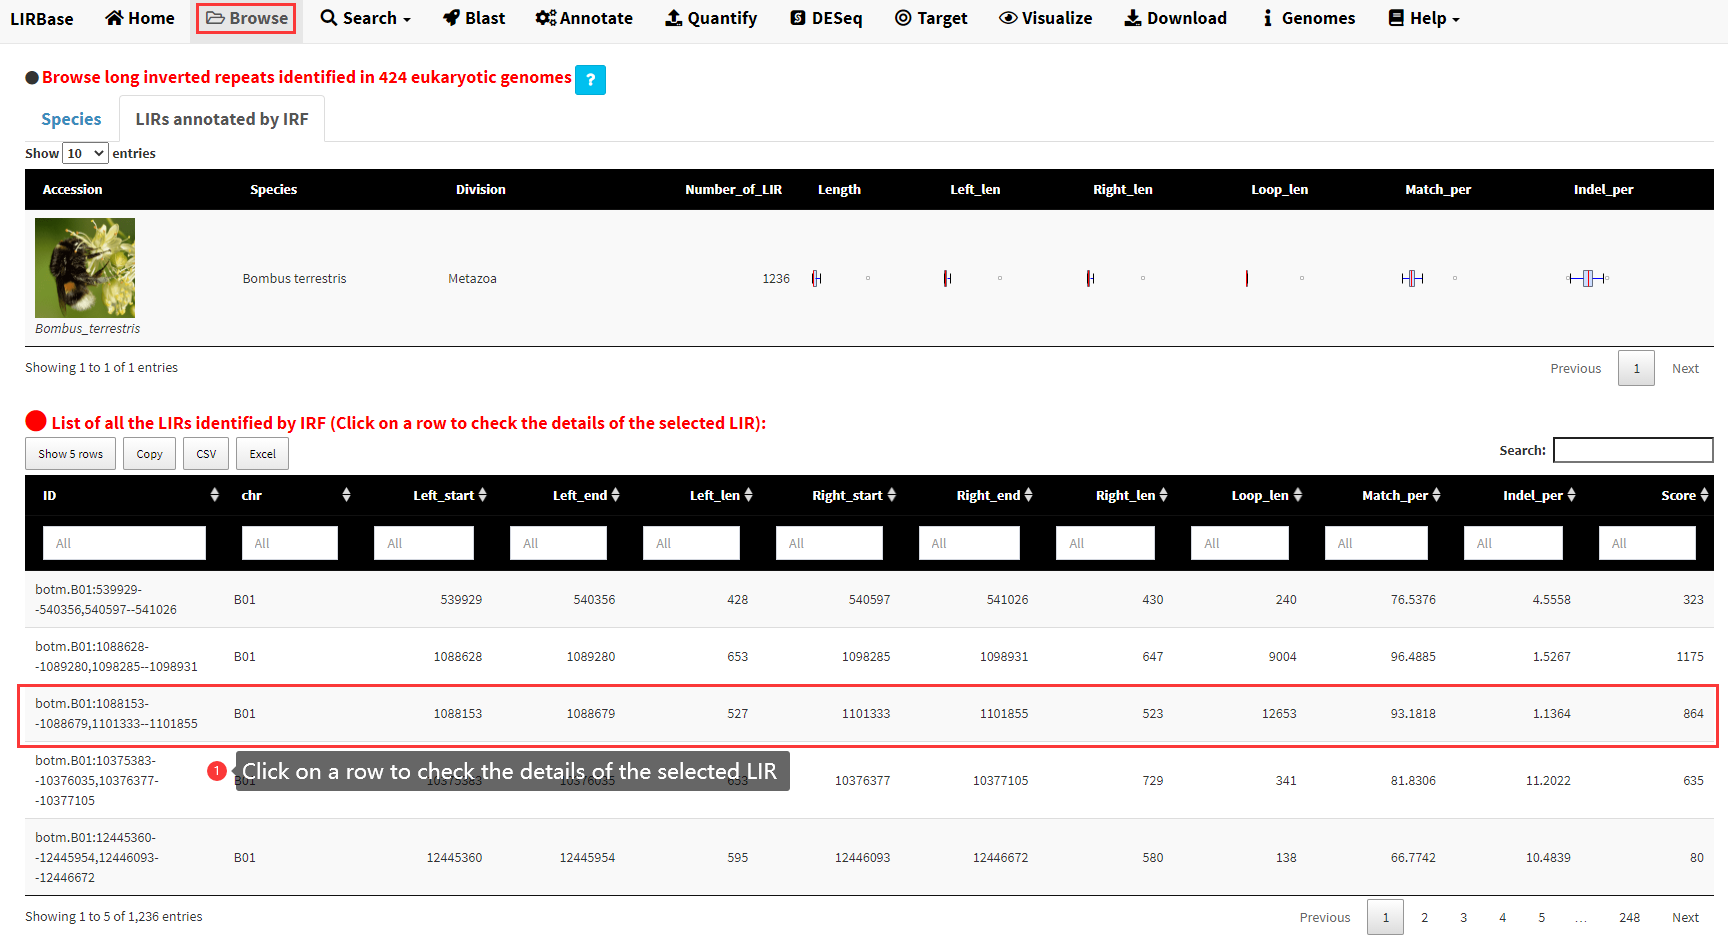 LIRBase Home Browse Search Blast Annotate Quantify DESeq Target Visualize Download Genomes Help
Browse long inverted repeats identified in 424 eukaryotic genomes ?
Species LIRs annotated by IRF
Show 10 entries
Accession Species Division Number_of_LIR Length Left_len Right_len Loop_len Match_per Indel_per
Bombus terrestris Metazoa 1236
Bombus_terrestris
Showing 1 to 1 of 1 entries Previous 1 Next
List of all the LIRs identified by IRF (Click on a row to check the details of the selected LIR):
Show 5 rows Copy CSV Excel Search:
ID chr Left_start Left_end Left_len Right_start Right_end Right_len Loop_len Match_per Indel_per Score
All All All All All All All All All All All All
botm.B01:539929-
-540356,540597--541026 B01 539929 540356 428 540597 541026 430 240 76.5376 4.5558 323
botm.B01:1088628-
-1089280,1098285--1098931 B01 1088628 1089280 653 1098285 1098931 647 9004 96.4885 1.5267 1175
botm.B01:1088153-
-1088679,1101333--1101855 B01 1088153 1088679 527 1101333 1101855 523 12653 93.1818 1.1364 864
botm.B01:10375383-
-10376035,10376377-
-10377105 B01 10375383 10376035 653 10376377 10377105 729 341 81.8306 11.2022 635
1 Click on a row to check the details of the selected LIR
botm.B01:12445360-
-12445954,12446093-
-12446672 B01 12445360 12445954 595 12446093 12446672 580 138 66.7742 10.4839 80
Showing 1 to 5 of 1,236 entries Previous 1 2 3 4 5 … 248 Next